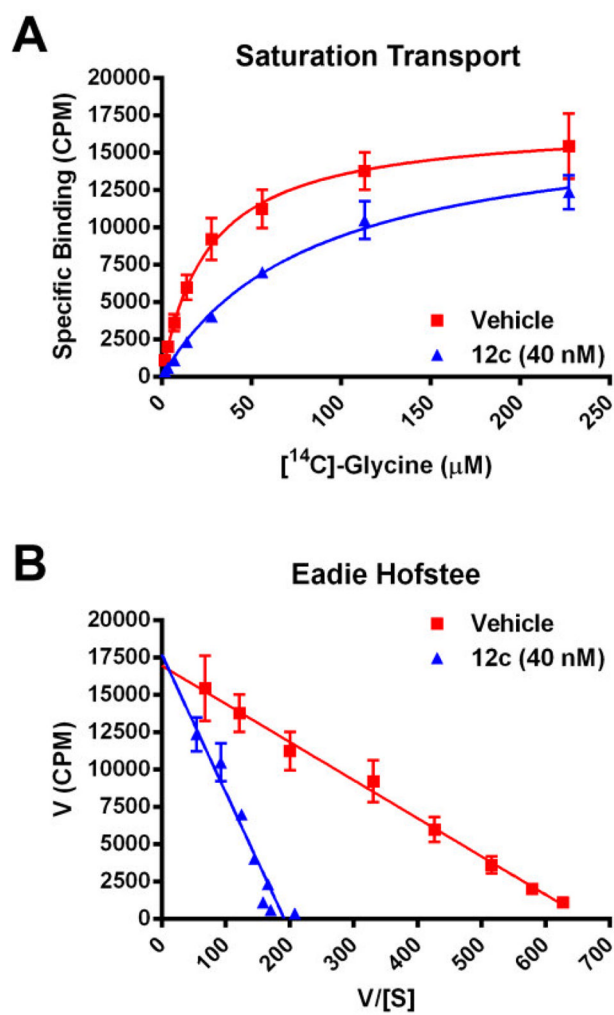 A
Saturation Transport
Specific Binding (CPM)
20000
17500
15000
12500
10000
7500
5000
2500
0
Vehicle
12c (40 nM)
0 50 100 150 200 250
[¹⁴C]-Glycine (μM)
B
Eadie Hofstee
V (CPM)
20000
17500
15000
12500
10000
7500
5000
2500
0
Vehicle
12c (40 nM)
0 100 200 300 400 500 600 700
V/[S]